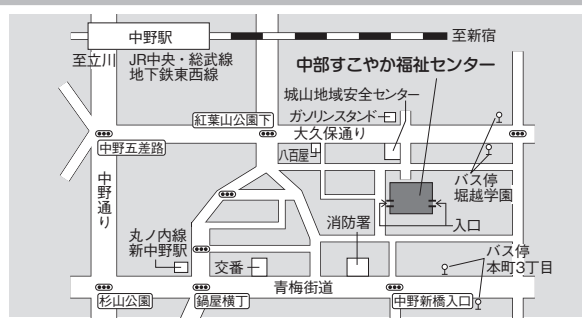 中野駅
至新宿
至立川
JR中央・総武線
地下鉄東西線
中部すこやか福祉センター
城山地域安全センター
ガソリンスタンド
紅葉山公園下
大久保通り
八百屋
中野五差路
中野通り
バス停
堀越学園
入口
丸ノ内線
新中野駅
消防署
交番
バス停
本町3丁目
青梅街道
杉山公園
鍋屋横丁
中野新橋入口